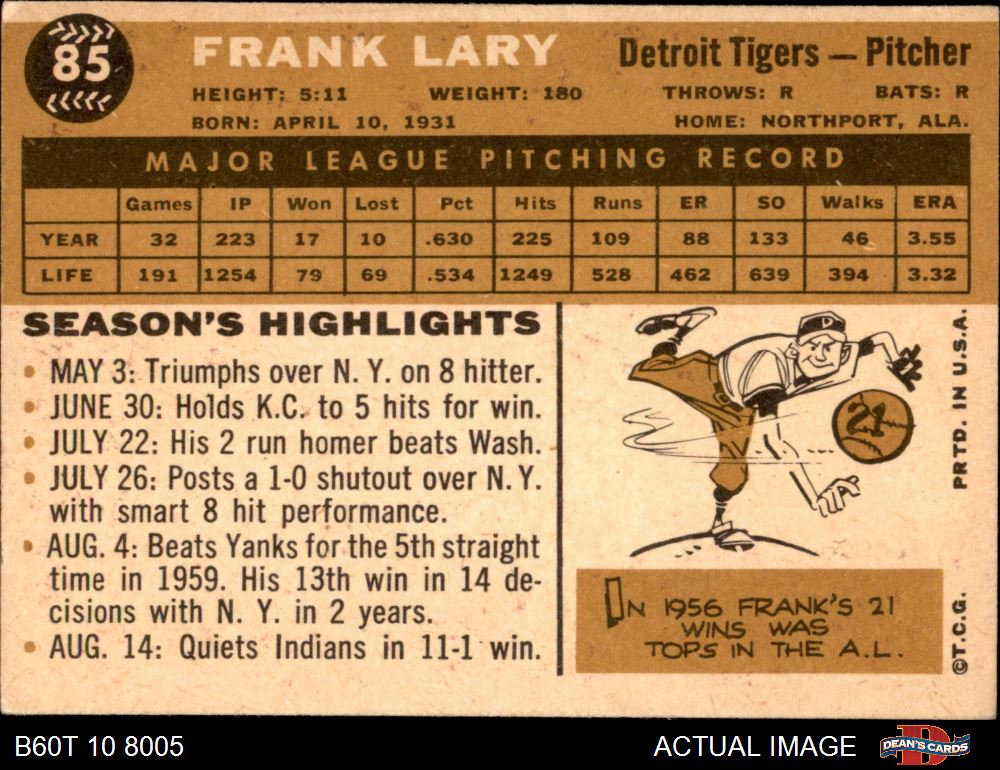 85
FRANK LARY
Detroit Tigers — Pitcher
HEIGHT: 5:11 WEIGHT: 180 THROWS: R BATS: R
BORN: APRIL 10, 1931 HOME: NORTHPORT, ALA.
MAJOR LEAGUE PITCHING RECORD
Games IP Won Lost Pct Hits Runs ER SO Walks ERA
YEAR 32 223 17 10 .630 225 109 88 133 46 3.55
LIFE 191 1254 79 69 .534 1249 528 462 639 394 3.32
SEASON'S HIGHLIGHTS
• MAY 3: Triumphs over N. Y. on 8 hitter.
• JUNE 30: Holds K.C. to 5 hits for win.
• JULY 22: His 2 run homer beats Wash.
• JULY 26: Posts a 1-0 shutout over N. Y.
with smart 8 hit performance.
• AUG. 4: Beats Yanks for the 5th straight
time in 1959. His 13th win in 14 de-
cisions with N. Y. in 2 years.
• AUG. 14: Quiets Indians in 11-1 win.
D
21
IN 1956 FRANK'S 21
WINS WAS
TOPS IN THE A.L.
PRTD. IN U.S.A.
©T.C.G.
B60T 10 8005
ACTUAL IMAGE
D
DEAN'S CARDS